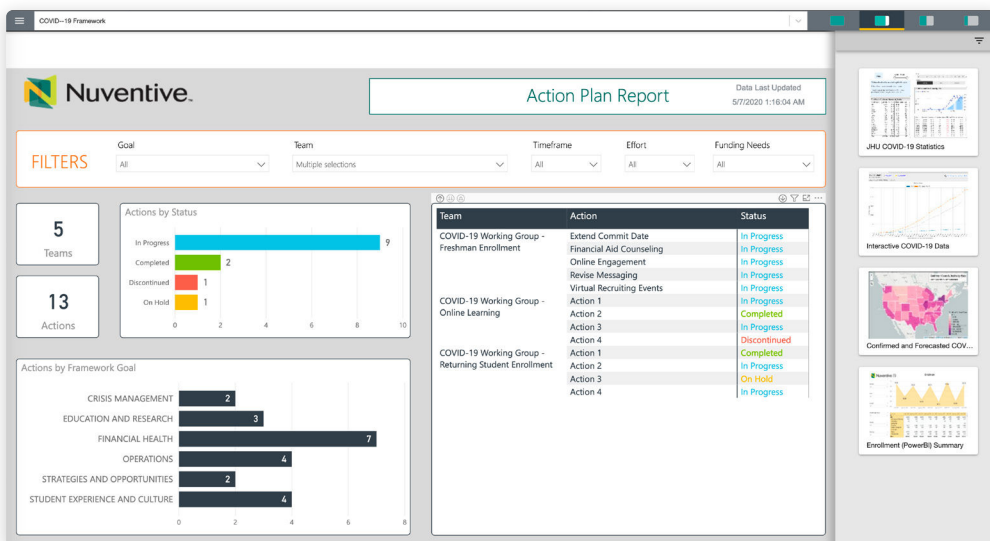 COVID--19 Framework
Nuventive
Action Plan Report
Data Last Updated
5/7/2020 1:16:04 AM
FILTERS
Goal
All
Team
Multiple selections
Timeframe
All
Effort
All
Funding Needs
All
5
Teams
13
Actions
Actions by Status
In Progress 9
Completed 2
Discontinued 1
On Hold 1
0 2 4 6 8 10
Actions by Framework Goal
CRISIS MANAGEMENT 2
EDUCATION AND RESEARCH 3
FINANCIAL HEALTH 7
OPERATIONS 4
STRATEGIES AND OPPORTUNITIES 2
STUDENT EXPERIENCE AND CULTURE 4
0 2 4 6 8
Team Action Status
COVID-19 Working Group - Extend Commit Date In Progress
Freshman Enrollment Financial Aid Counseling In Progress
Online Engagement In Progress
Revise Messaging In Progress
Virtual Recruiting Events In Progress
COVID-19 Working Group - Action 1 In Progress
Online Learning Action 2 Completed
Action 3 In Progress
Action 4 Discontinued
COVID-19 Working Group - Action 1 Completed
Returning Student Enrollment Action 2 In Progress
Action 3 On Hold
Action 4 In Progress
JHU COVID-19 Statistics
Interactive COVID-19 Data
Confirmed and Forecasted COV...
Nuventive
Enrollment (PowerBI) Summary